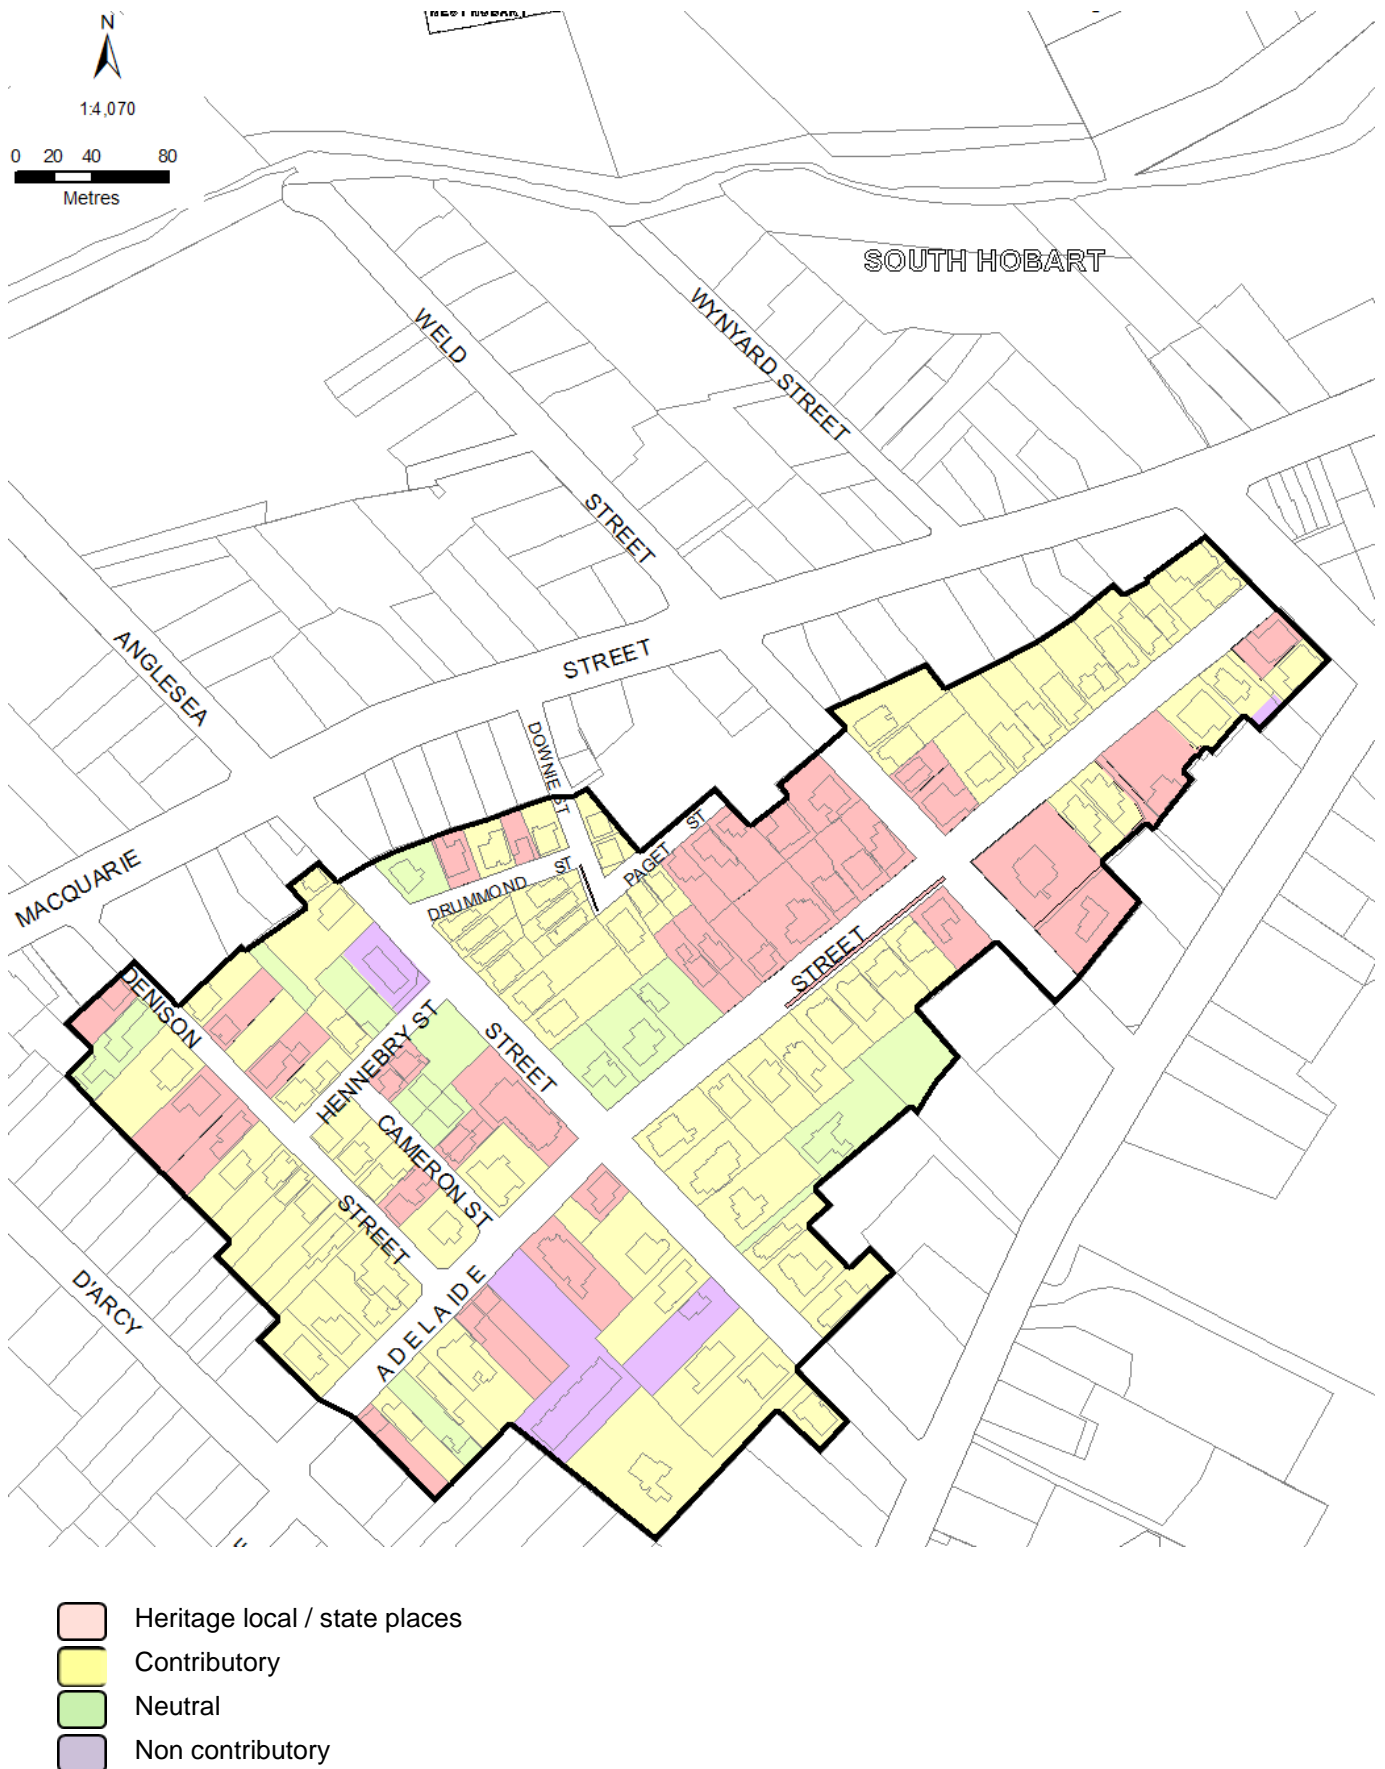 N
1:4,070
0 20 40 80
Metres
SOUTH HOBART
WELD
STREET
WYNYARD STREET
ANGLESEA
STREET
MACQUARIE
DOWNIE ST
DRUMMOND ST
PAGET ST
STREET
DENISON
STREET
HENNEBRY ST
STREET
CAMERON ST
ADELAIDE
D'ARCY
Heritage local / state places
Contributory
Neutral
Non contributory